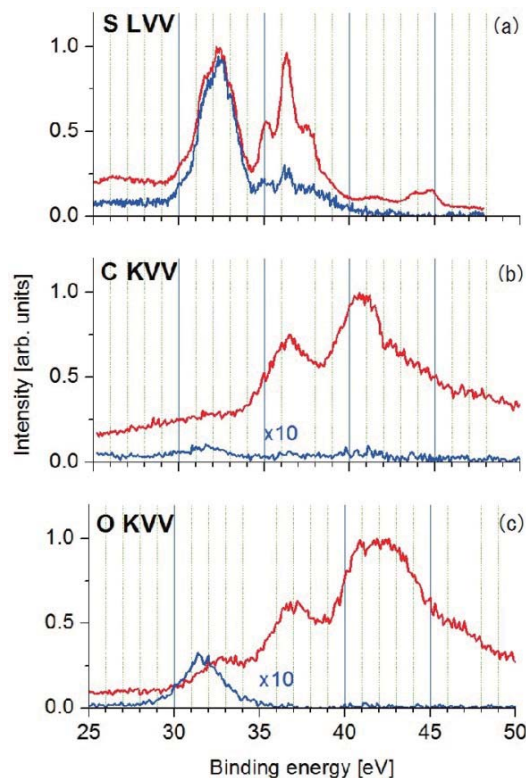 S LVV (a)
1.0
0.5
0.0
C KVV (b)
1.0
0.5
x10
0.0
O KVV (c)
1.0
0.5
x10
0.0
25 30 35 40 45 50
Binding energy [eV]
Intensity [arb. units]